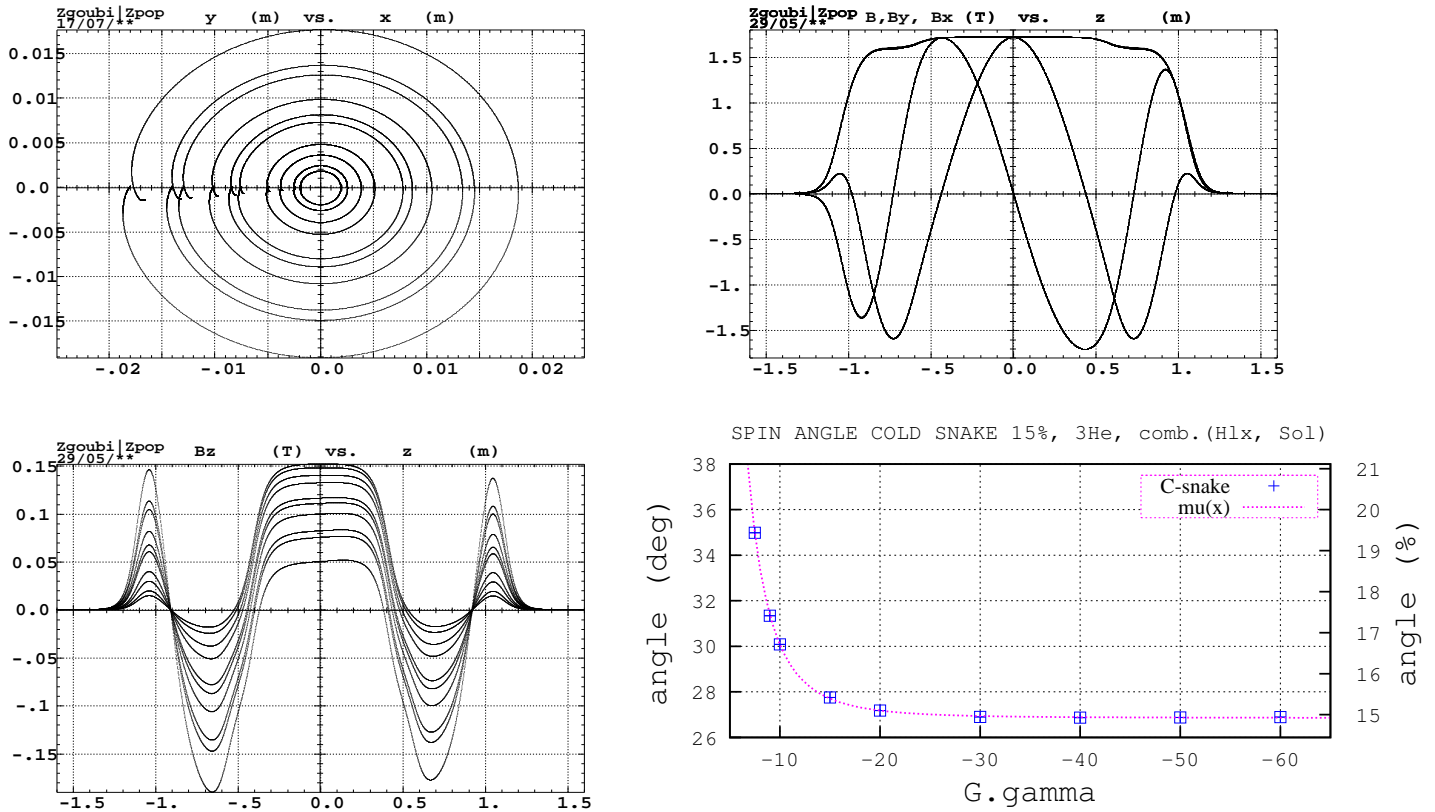 Zgoubi|Zpop
17/07/** y (m) vs. x (m)
0.015
0.01
0.005
0.0
-.005
-.01
-.015
-.02 -.01 0.0 0.01 0.02
Zgoubi|Zpop
29/05/** B,By, Bx (T) vs. z (m)
1.5
1.
0.5
0.0
-.5
-1.
-1.5
-1.5 -1. -.5 0.0 0.5 1. 1.5
Zgoubi|Zpop
29/05/** Bz (T) vs. z (m)
0.15
0.1
0.05
0.0
-.05
-.1
-.15
-1.5 -1. -.5 0.0 0.5 1. 1.5
SPIN ANGLE COLD SNAKE 15%, 3He, comb.(Hlx, Sol)
angle (deg)
38
36
34
32
30
28
26
C-snake
mu(x)
21
20
19
18
17
16
15
angle (%)
-10 -20 -30 -40 -50 -60
G.gamma